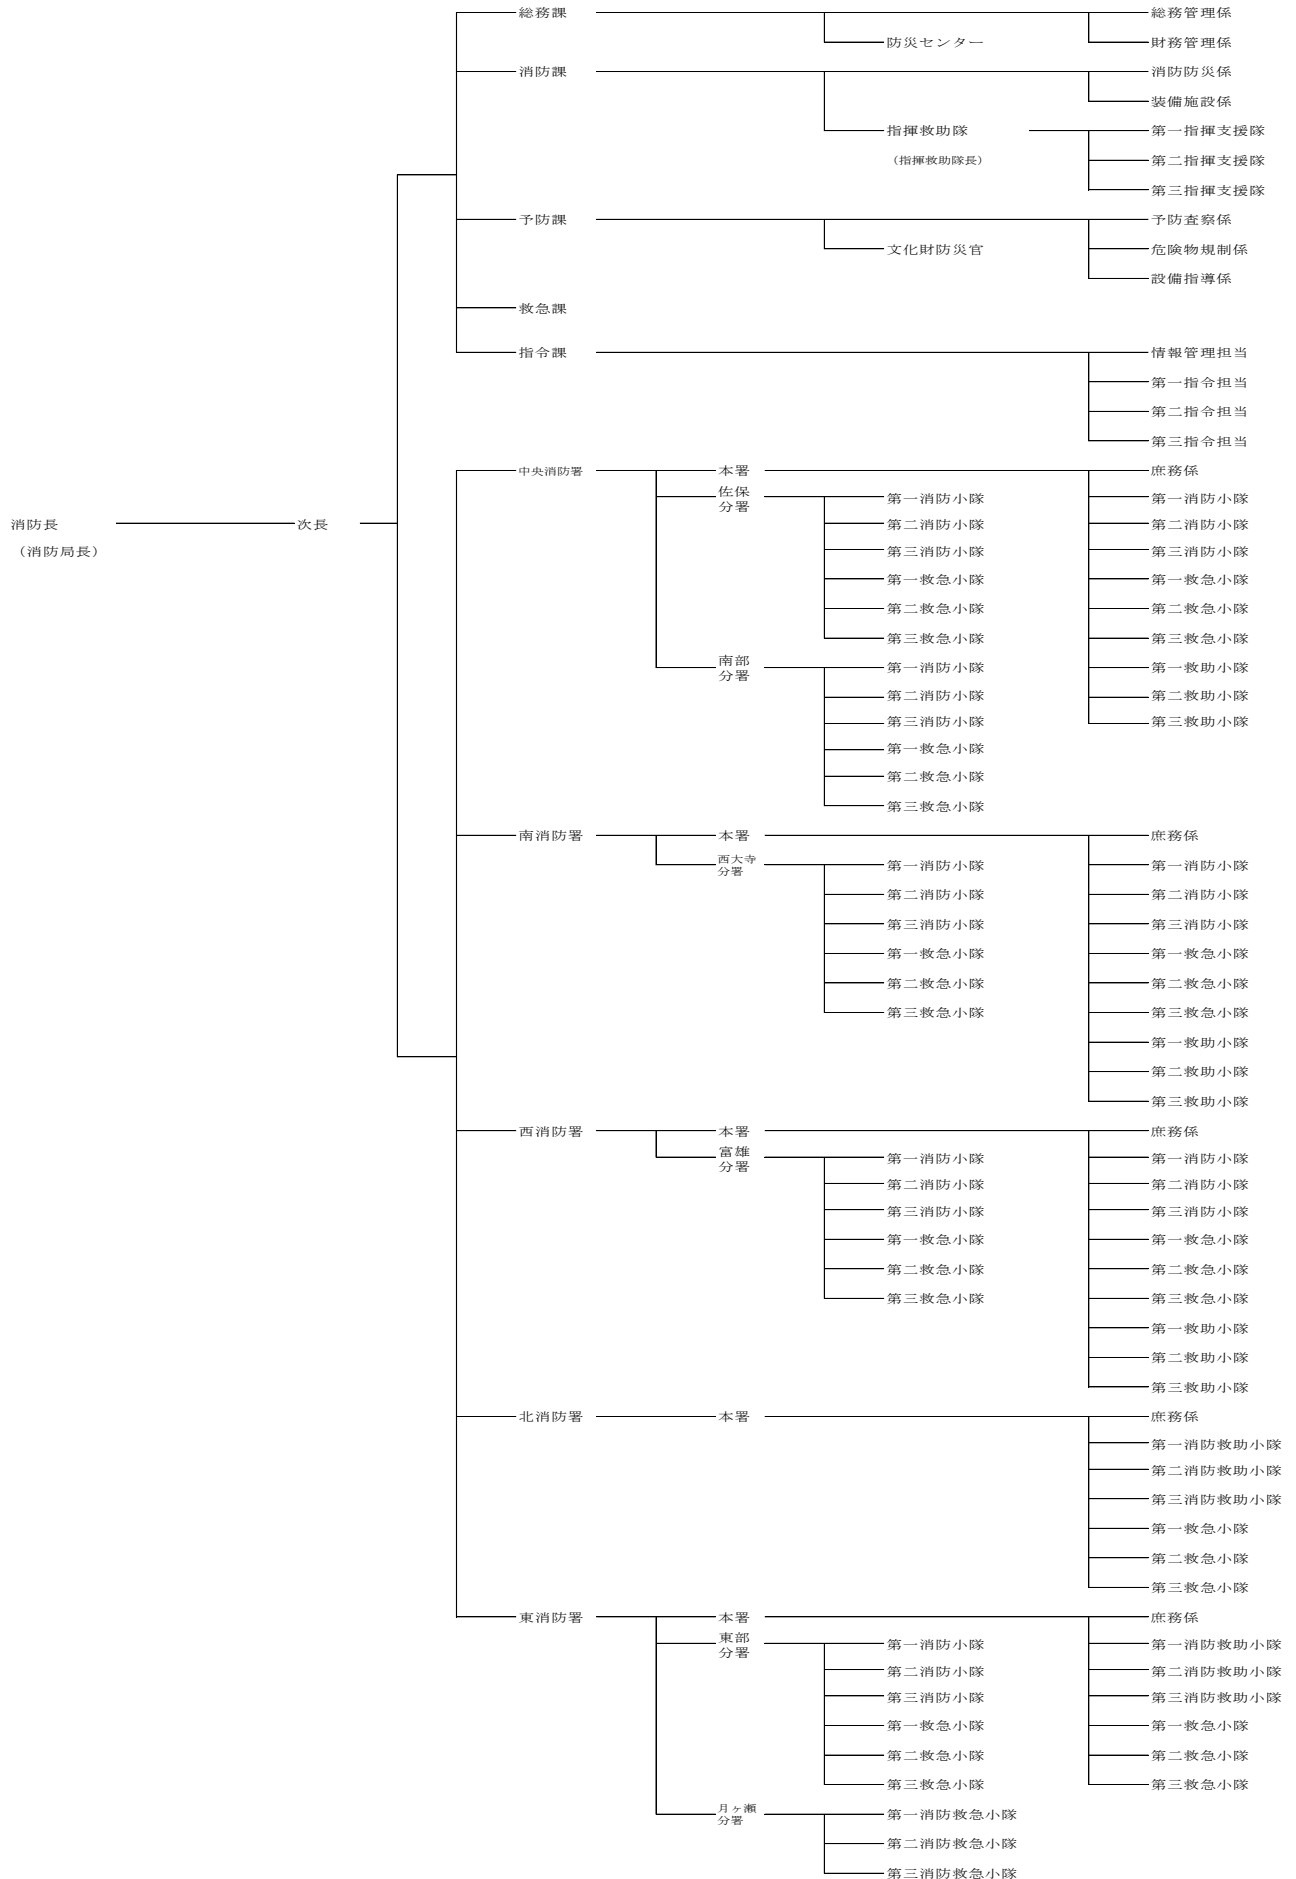 総務課 総務管理係
防災センター 財務管理係
消防課 消防防災係
装備施設係
指揮救助隊 第一指揮支援隊
（指揮救助隊長） 第二指揮支援隊
第三指揮支援隊
予防課 予防査察係
文化財防災官 危険物規制係
設備指導係
救急課
指令課 情報管理担当
第一指令担当
第二指令担当
第三指令担当
中央消防署 本署 庶務係
佐保
分署 第一消防小隊 第一消防小隊
消防長 次長 第二消防小隊 第二消防小隊
（消防局長） 第三消防小隊 第三消防小隊
第一救急小隊 第一救急小隊
第二救急小隊 第二救急小隊
第三救急小隊 第三救急小隊
南部
分署 第一消防小隊 第一救助小隊
第二消防小隊 第二救助小隊
第三消防小隊 第三救助小隊
第一救急小隊
第二救急小隊
第三救急小隊
南消防署 本署 庶務係
西大寺
分署 第一消防小隊 第一消防小隊
第二消防小隊 第二消防小隊
第三消防小隊 第三消防小隊
第一救急小隊 第一救急小隊
第二救急小隊 第二救急小隊
第三救急小隊 第三救急小隊
第一救助小隊
第二救助小隊
第三救助小隊
西消防署 本署 庶務係
富雄
分署 第一消防小隊 第一消防小隊
第二消防小隊 第二消防小隊
第三消防小隊 第三消防小隊
第一救急小隊 第一救急小隊
第二救急小隊 第二救急小隊
第三救急小隊 第三救急小隊
第一救助小隊
第二救助小隊
第三救助小隊
北消防署 本署 庶務係
第一消防救助小隊
第二消防救助小隊
第三消防救助小隊
第一救急小隊
第二救急小隊
第三救急小隊
東消防署 本署 庶務係
東部
分署 第一消防小隊 第一消防救助小隊
第二消防小隊 第二消防救助小隊
第三消防小隊 第三消防救助小隊
第一救急小隊 第一救急小隊
第二救急小隊 第二救急小隊
第三救急小隊 第三救急小隊
月ヶ瀬
分署 第一消防救急小隊
第二消防救急小隊
第三消防救急小隊